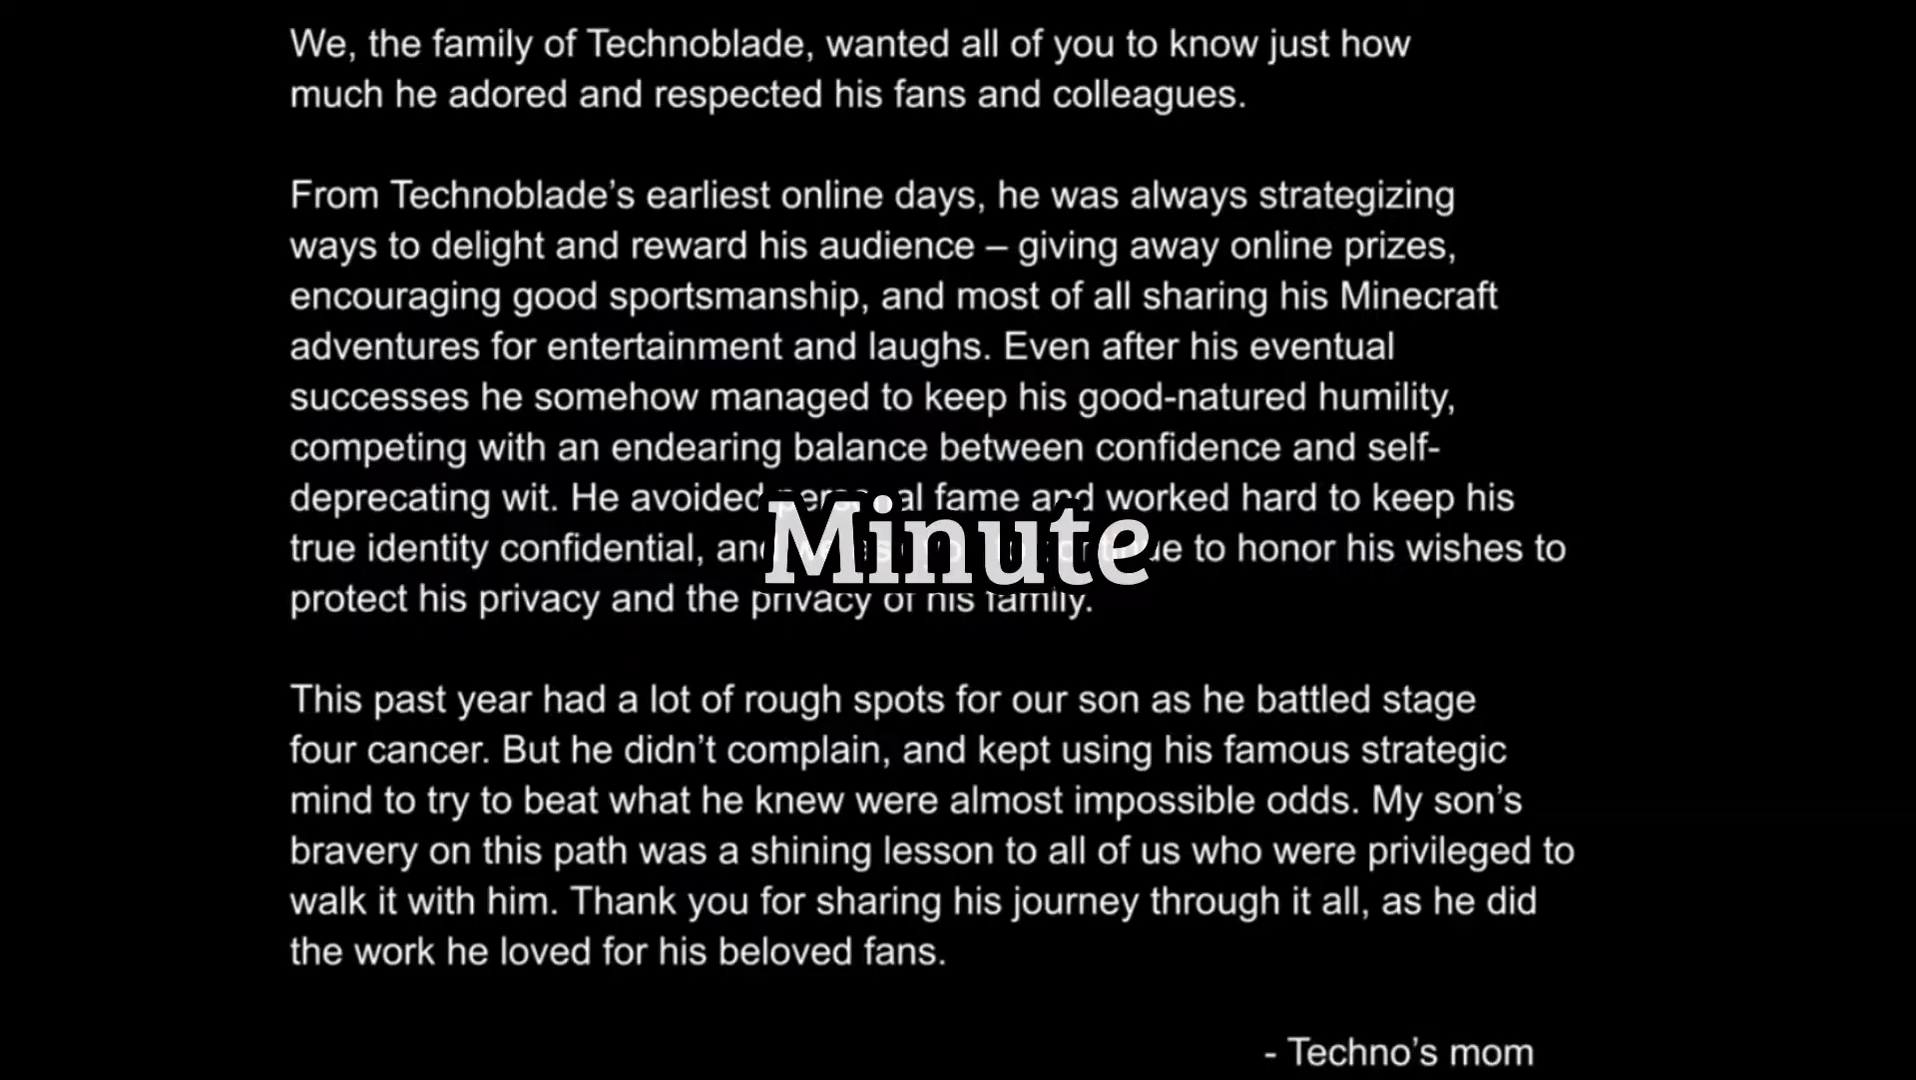 We, the family of Technoblade, wanted all of you to know just how
much he adored and respected his fans and colleagues.
From Technoblade’s earliest online days, he was always strategizing
ways to delight and reward his audience – giving away online prizes,
encouraging good sportsmanship, and most of all sharing his Minecraft
adventures for entertainment and laughs. Even after his eventual
successes he somehow managed to keep his good-natured humility,
competing with an endearing balance between confidence and self-
deprecating wit. He avoided fame and worked hard to keep his
true identity confidential, to honor his wishes to
Minute
protect his privacy and the privacy of his family.
This past year had a lot of rough spots for our son as he battled stage
four cancer. But he didn’t complain, and kept using his famous strategic
mind to try to beat what he knew were almost impossible odds. My son’s
bravery on this path was a shining lesson to all of us who were privileged to
walk it with him. Thank you for sharing his journey through it all, as he did
the work he loved for his beloved fans.
- Techno’s mom